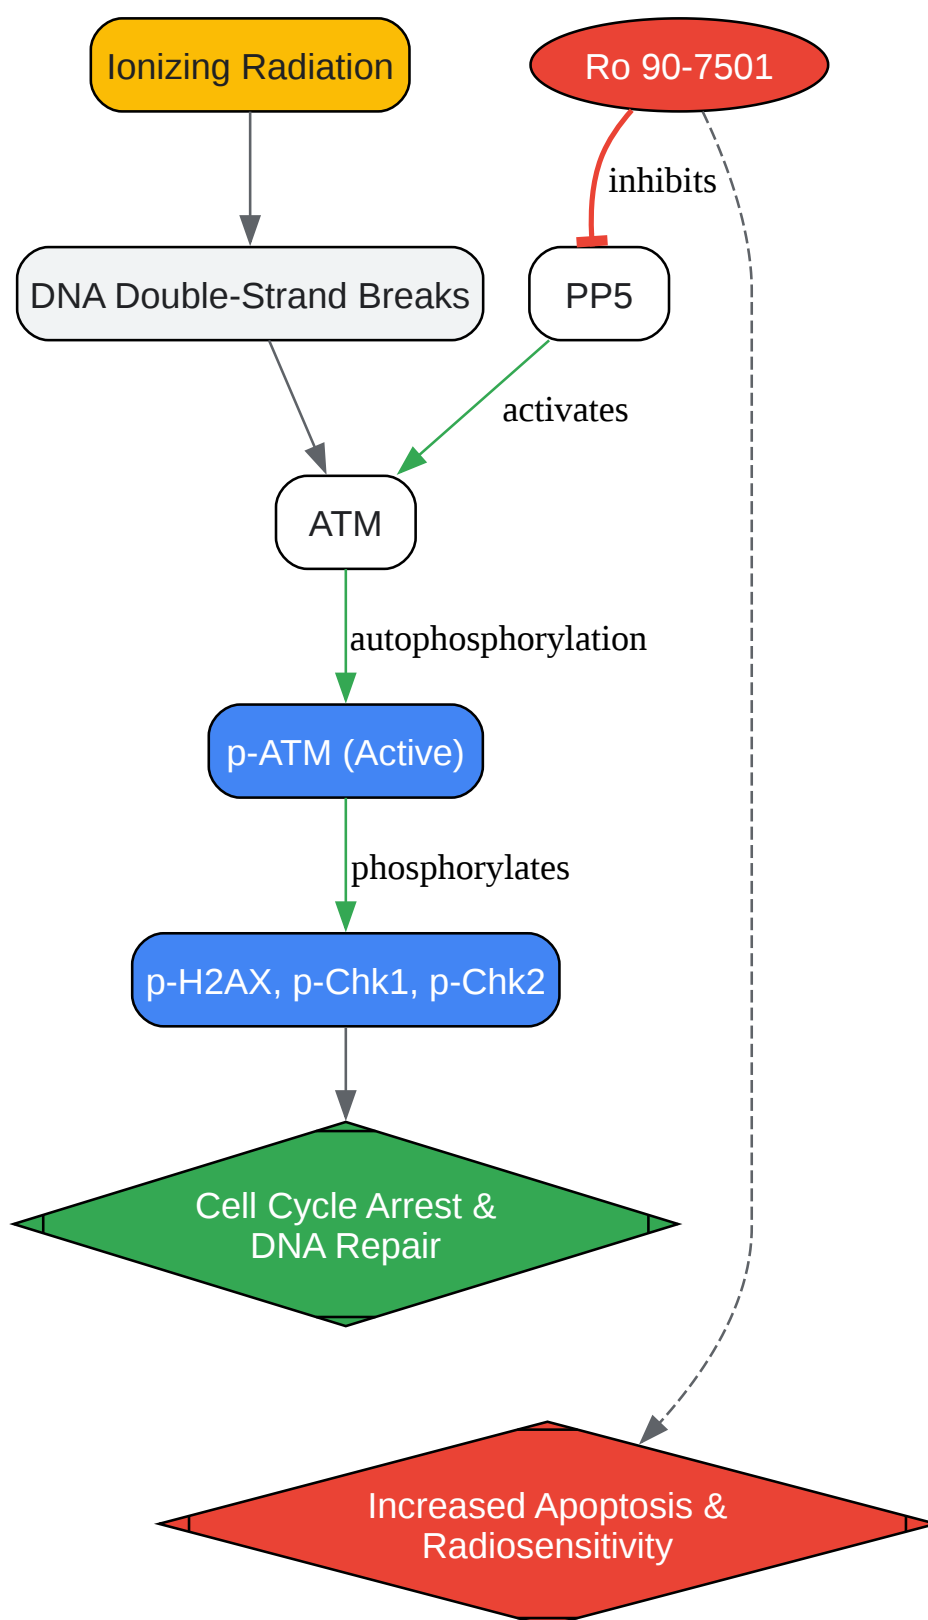 Ionizing Radiation
Ro 90-7501
inhibits
DNA Double-Strand Breaks
PP5
activates
ATM
autophosphorylation
p-ATM (Active)
phosphorylates
p-H2AX, p-Chk1, p-Chk2
Cell Cycle Arrest &
DNA Repair
Increased Apoptosis &
Radiosensitivity